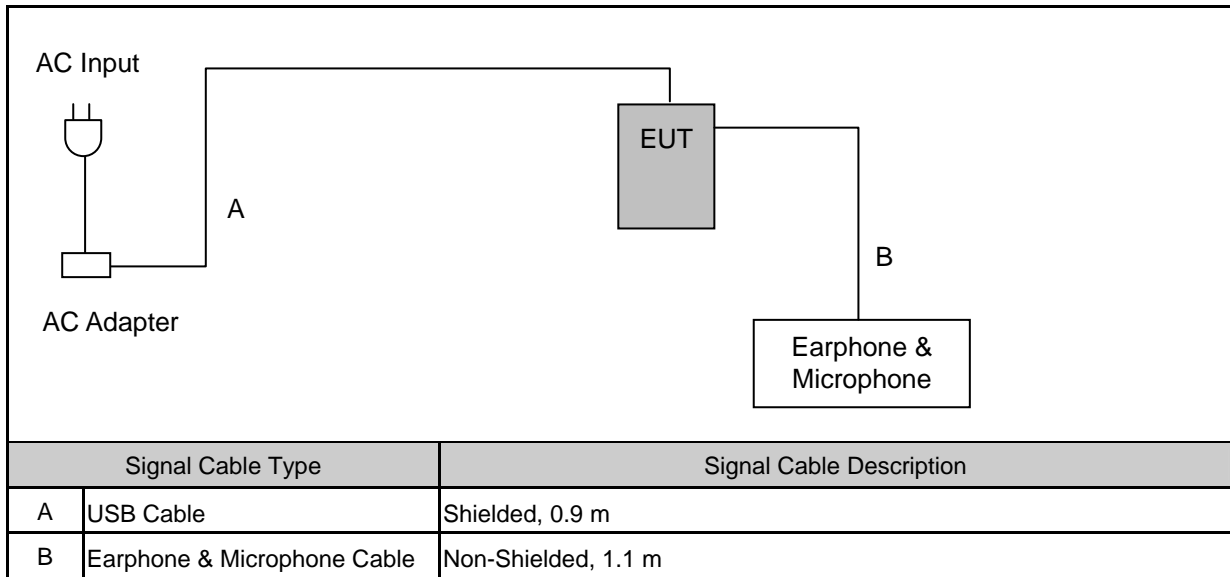 AC Input
EUT
A
B
AC Adapter
Earphone &
Microphone
Signal Cable Type Signal Cable Description
A USB Cable Shielded, 0.9 m
B Earphone & Microphone Cable Non-Shielded, 1.1 m